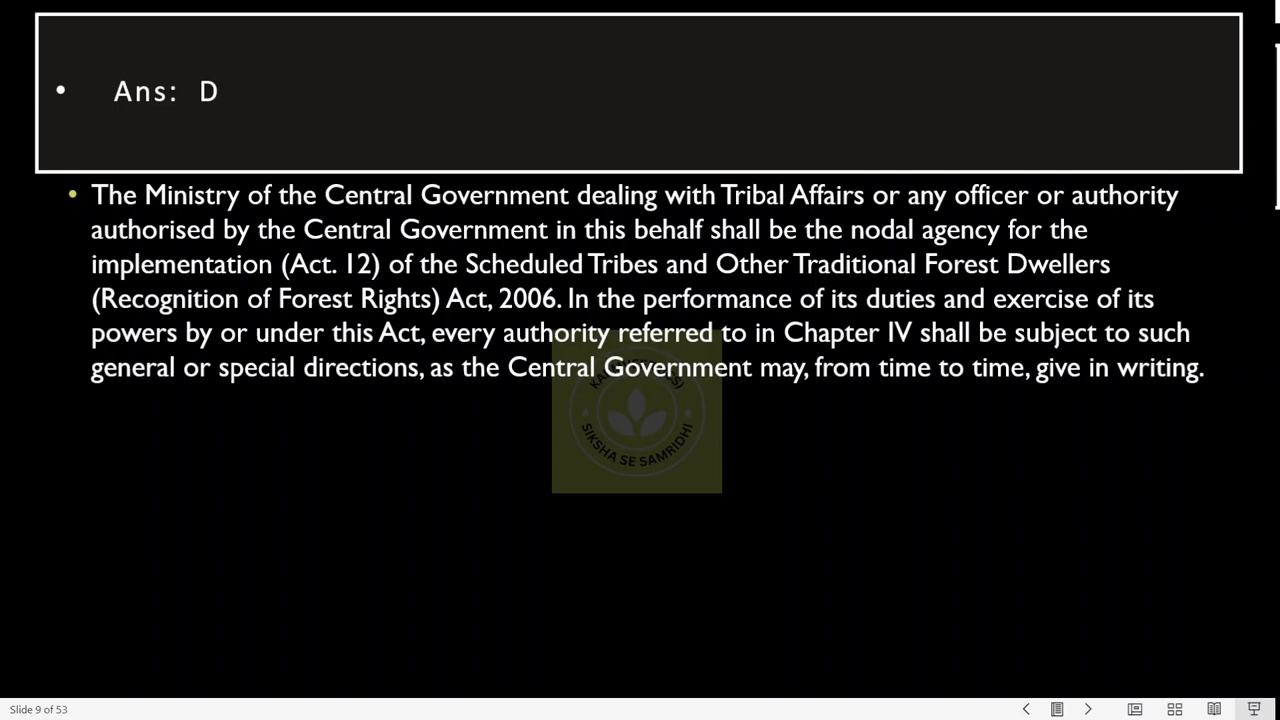 • Ans: D
• The Ministry of the Central Government dealing with Tribal Affairs or any officer or authority
authorised by the Central Government in this behalf shall be the nodal agency for the
implementation (Act. 12) of the Scheduled Tribes and Other Traditional Forest Dwellers
(Recognition of Forest Rights) Act, 2006. In the performance of its duties and exercise of its
powers by or under this Act, every authority referred to in Chapter IV shall be subject to such
general or special directions, as the Central Government may, from time to time, give in writing.
SIKSHA SE SAMRIDHI
Slide 9 of 53